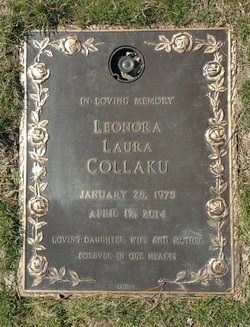 IN LOVING MEMORY
LEONORA
LAURA
COLLAKU
JANUARY 28, 1975
APRIL 12, 2014
LOVING DAUGHTER, WIFE AND MOTHER
FOREVER IN OUR HEARTS